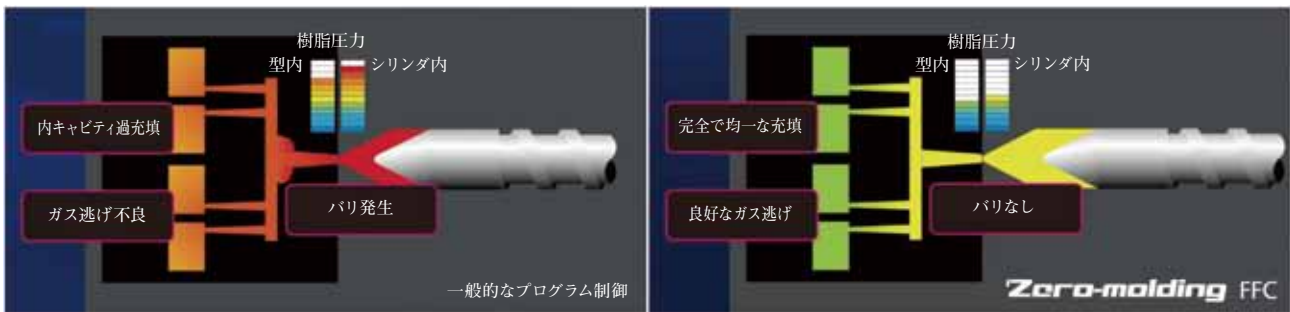 樹脂圧力
型内
シリンダ内
内キャビティ過充填
ガス逃げ不良
バリ発生
一般的なプログラム制御
樹脂圧力
型内
シリンダ内
完全で均一な充填
良好なガス逃げ
バリなし
Zero-molding FFC